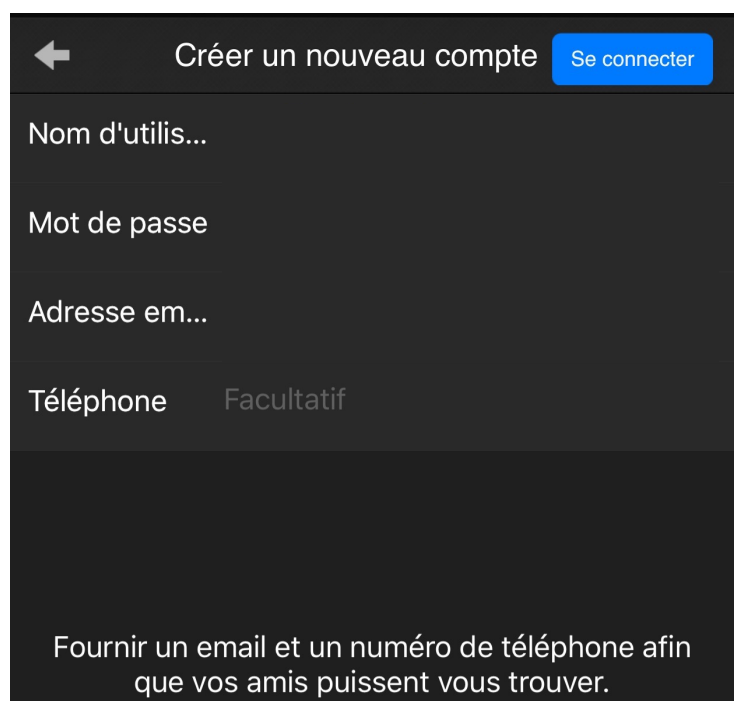 Créer un nouveau compte Se connecter
Nom d'utilis...
Mot de passe
Adresse em...
Téléphone Facultatif
Fournir un email et un numéro de téléphone afin
que vos amis puissent vous trouver.